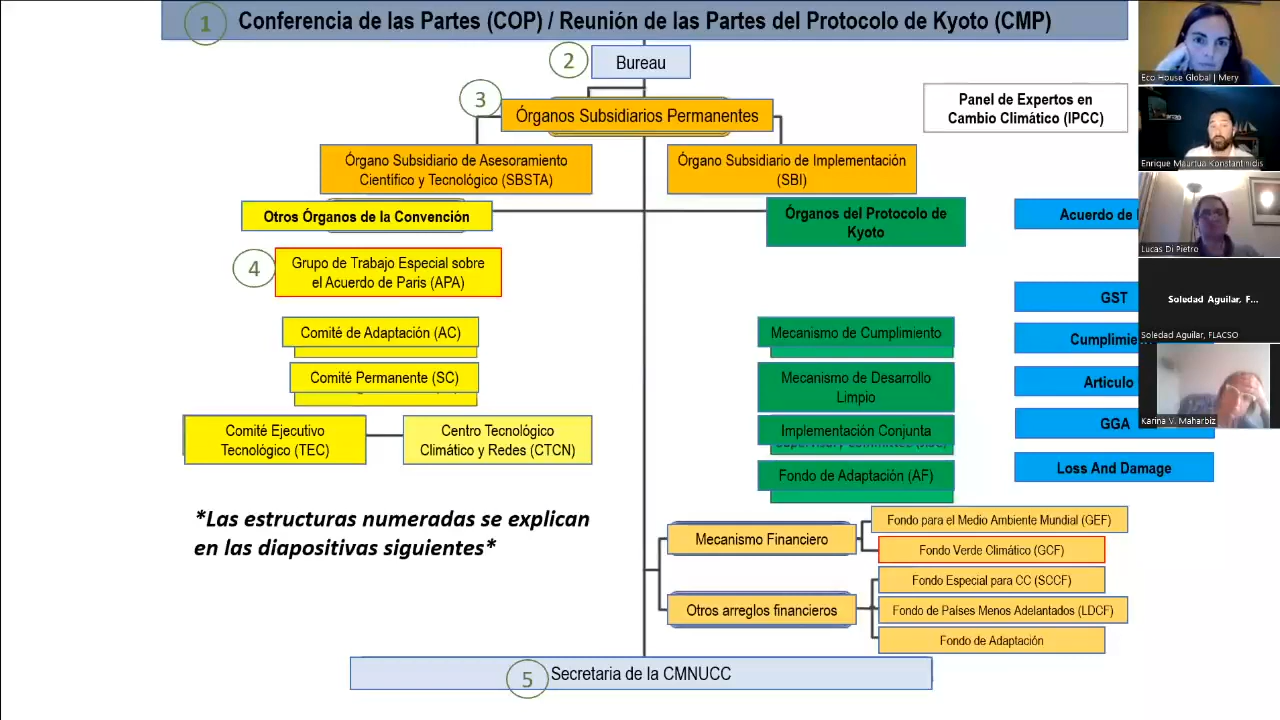 1
Conferencia de las Partes (COP) / Reunión de las Partes del Protocolo de Kyoto (CMP)
2
Bureau
3
Órganos Subsidiarios Permanentes
Panel de Expertos en
Cambio Climático (IPCC)
Órgano Subsidiario de Asesoramiento
Científico y Tecnológico (SBSTA)
Órgano Subsidiario de Implementación
(SBI)
Otros Órganos de la Convención
Órganos del Protocolo de
Kyoto
Acuerdo de
4
Grupo de Trabajo Especial sobre
el Acuerdo de Paris (APA)
GST
Comité de Adaptación (AC)
Mecanismo de Cumplimiento
Comité Permanente (SC)
Mecanismo de Desarrollo
Limpio
Articulo
Comité Ejecutivo
Tecnológico (TEC)
Centro Tecnológico
Climático y Redes (CTCN)
Implementación Conjunta
GGA
Fondo de Adaptación (AF)
Loss And Damage
*Las estructuras numeradas se explican
en las diapositivas siguientes*
Mecanismo Financiero
Fondo para el Medio Ambiente Mundial (GEF)
Fondo Verde Climático (GCF)
Otros arreglos financieros
Fondo Especial para CC (SCCF)
Fondo de Países Menos Adelantados (LDCF)
Fondo de Adaptación
5
Secretaria de la CMNUCC
Eco House Global | Mery
Enrique Maurtua Konstantinidis
Lucas Di Pietro
Soledad Aguilar, F...
Soledad Aguilar, FLACSO
Karina V. Maharbiz